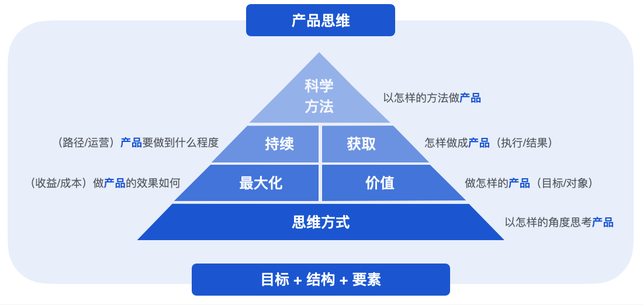 产品思维
科学
方法
以怎样的方法做产品
(路径/运营)产品要做到什么程度
持续
获取
怎样做成产品(执行/结果)
(收益/成本)做产品的效果如何
最大化
价值
做怎样的产品(目标/对象)
思维方式
以怎样的角度思考产品
目标 + 结构 + 要素